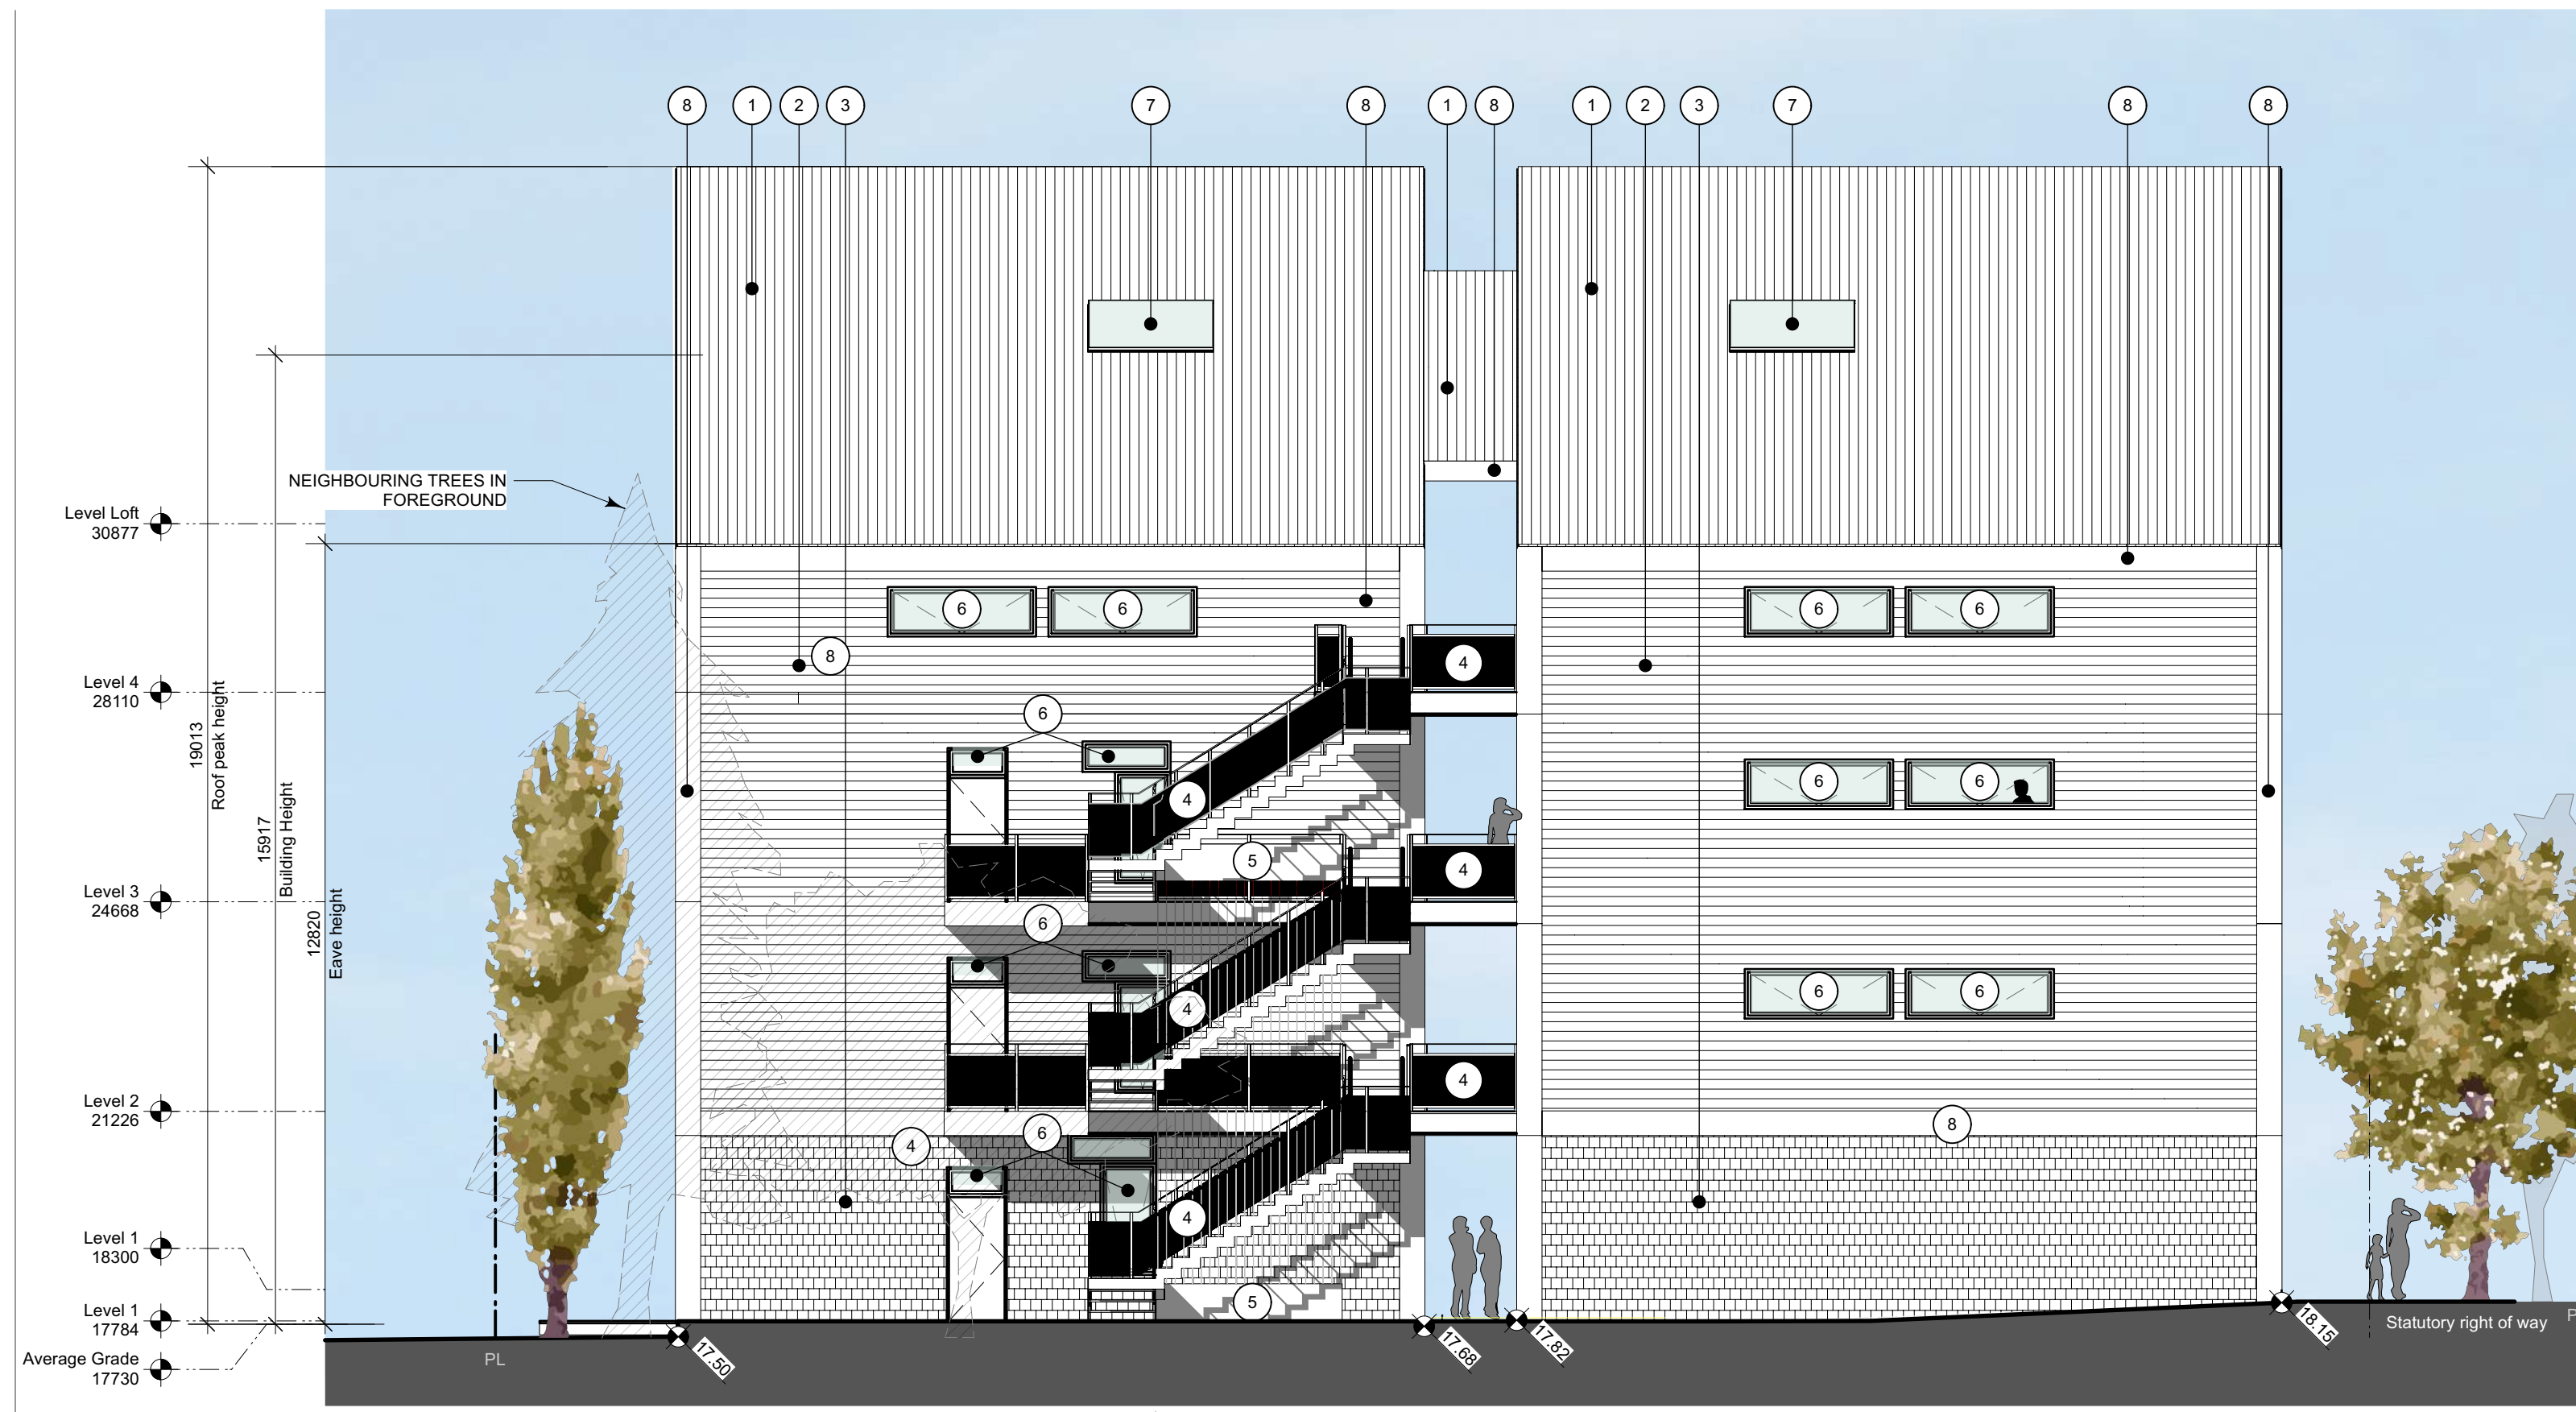 8 1 2 3 7 8 1 8 1 2 3 7 8 8
NEIGHBOURING TREES IN
FOREGROUND
Level Loft
30877
6 6 6 6
8
4
Level 4
28110
6
19013
Roof peak height
15917
Building Height
12820
Eave height
6 6
4
5
4
Level 3
24668
6
6 6
4
4
Level 2
21226
8
6
4
4
Level 1
18300
5
Level 1
17784
Average Grade
17730
PL
17.50
17.68
17.82
18.15
Statutory right of way
P